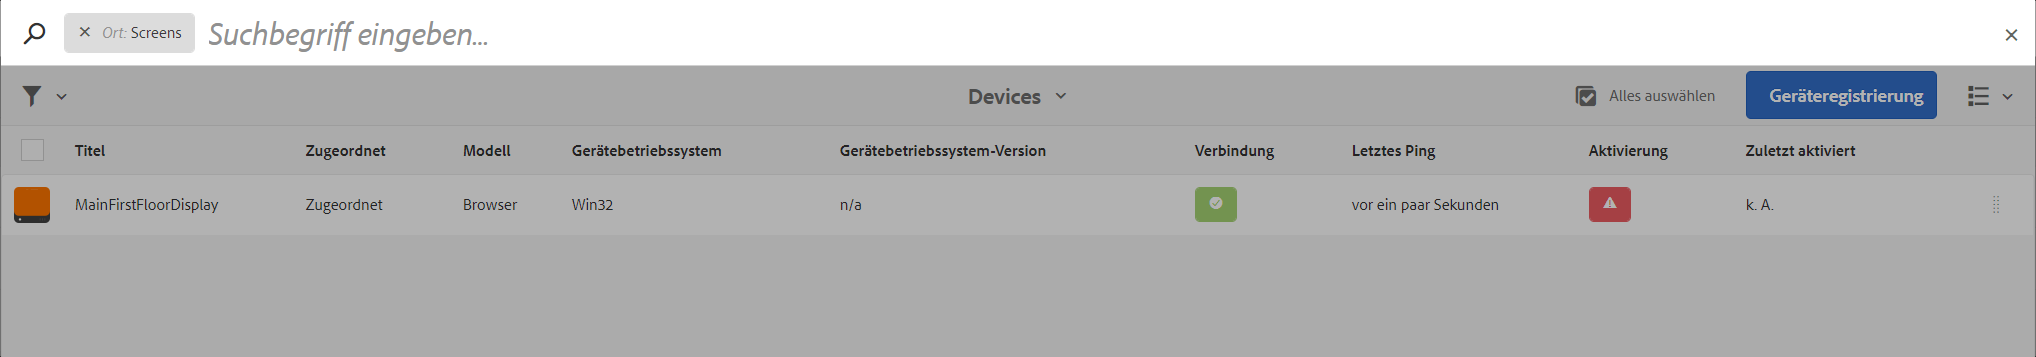 Ort: Screens Suchbegriff eingeben...
Devices Alles auswählen Geräteregistrierung
Titel Zugeordnet Modell Gerätebetriebssystem Gerätebetriebssystem-Version Verbindung Letztes Ping Aktivierung Zuletzt aktiviert
MainFirstFloorDisplay Zugeordnet Browser Win32 n/a vor ein paar Sekunden k. A.